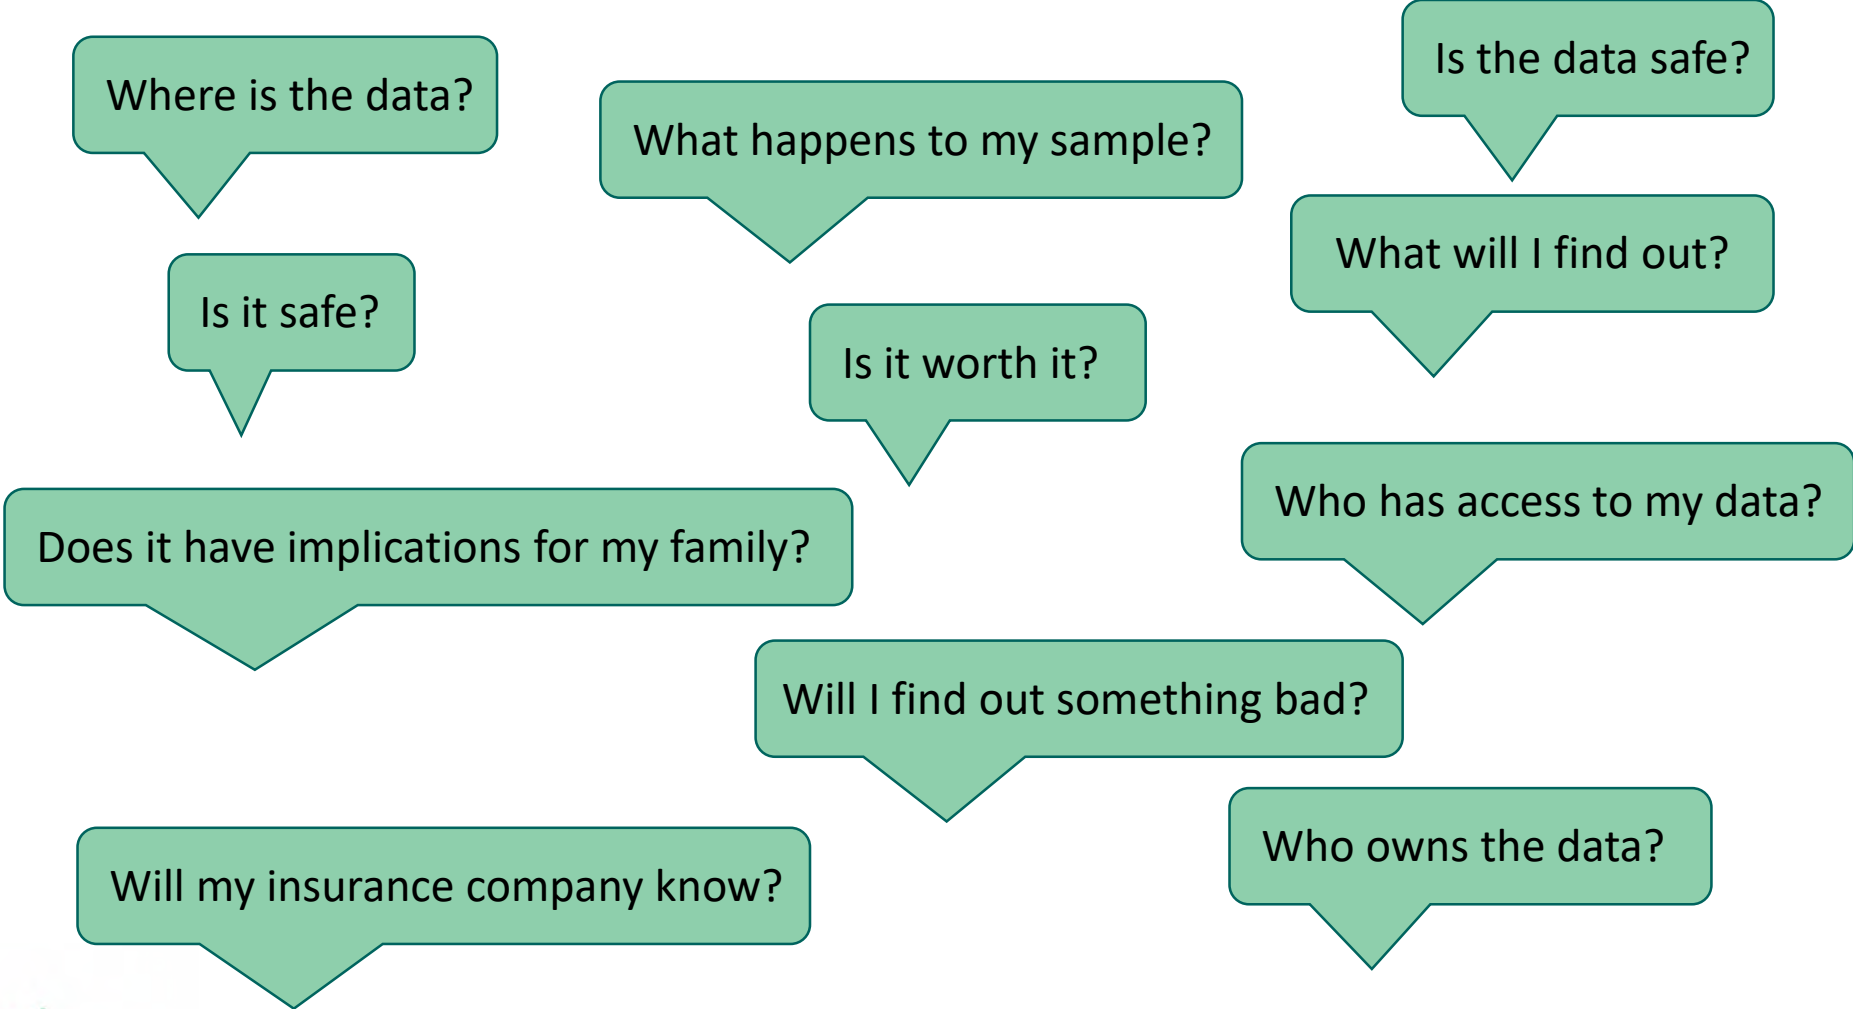 Where is the data?
What happens to my sample?
Is the data safe?
What will I find out?
Is it safe?
Is it worth it?
Who has access to my data?
Does it have implications for my family?
Will I find out something bad?
Who owns the data?
Will my insurance company know?